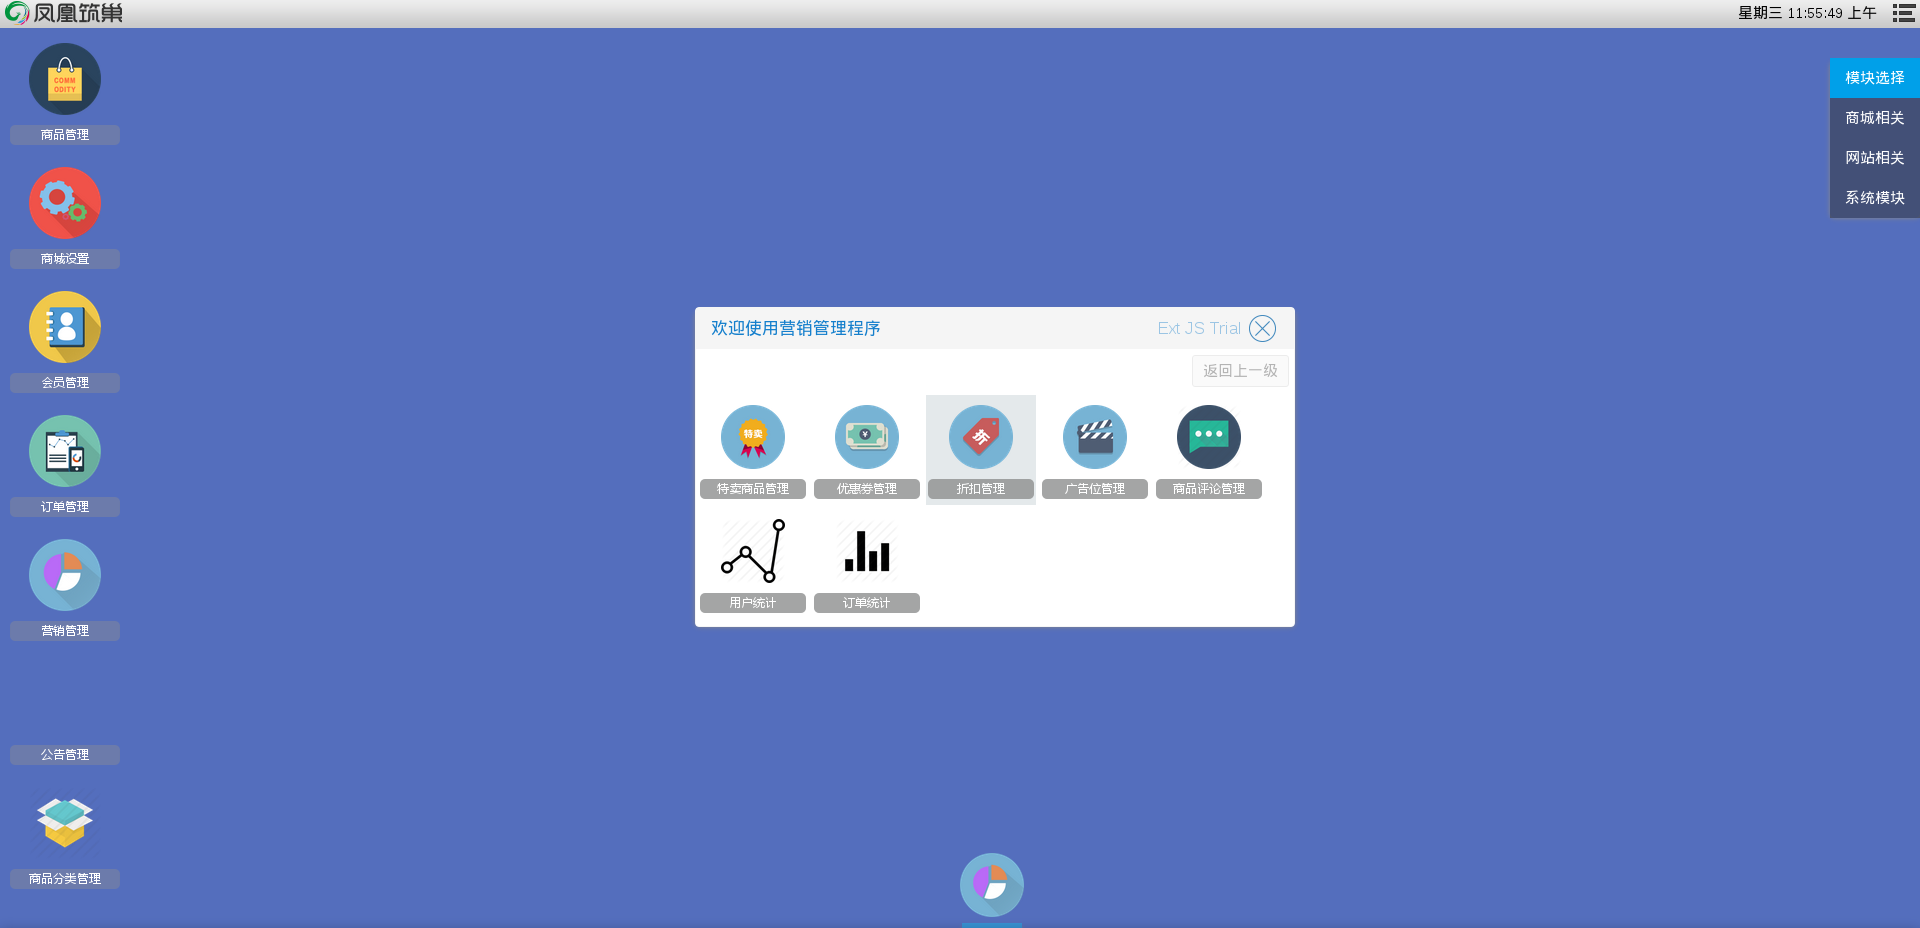 凤凰筑巢
星期三 11:55:49 上午
COMM
ODITY
商品管理
商城设置
会员管理
订单管理
营销管理
公告管理
商品分类管理
模块选择
商城相关
网站相关
系统模块
欢迎使用营销管理程序
Ext JS Trial
返回上一级
特卖
¥
折
特卖商品管理
优惠券管理
折扣管理
广告位管理
商品评论管理
用户统计
订单统计